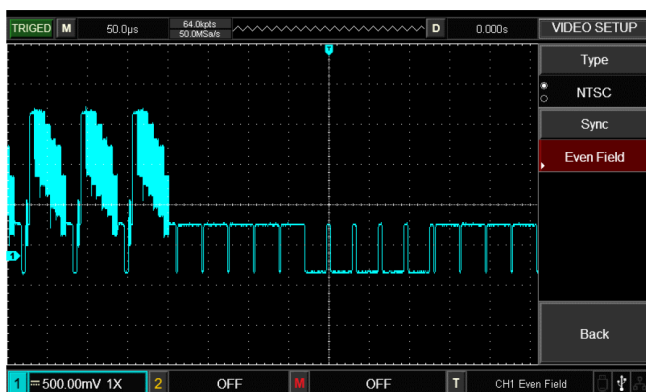 TRIGED M 50.0μs 64.0kpts D 0.000s VIDEO SETUP
50.0MSa/s
T
Type
NTSC
Sync
Even Field
1
Back
1 500.00mV 1X 2 OFF M OFF T CH1 Even Field